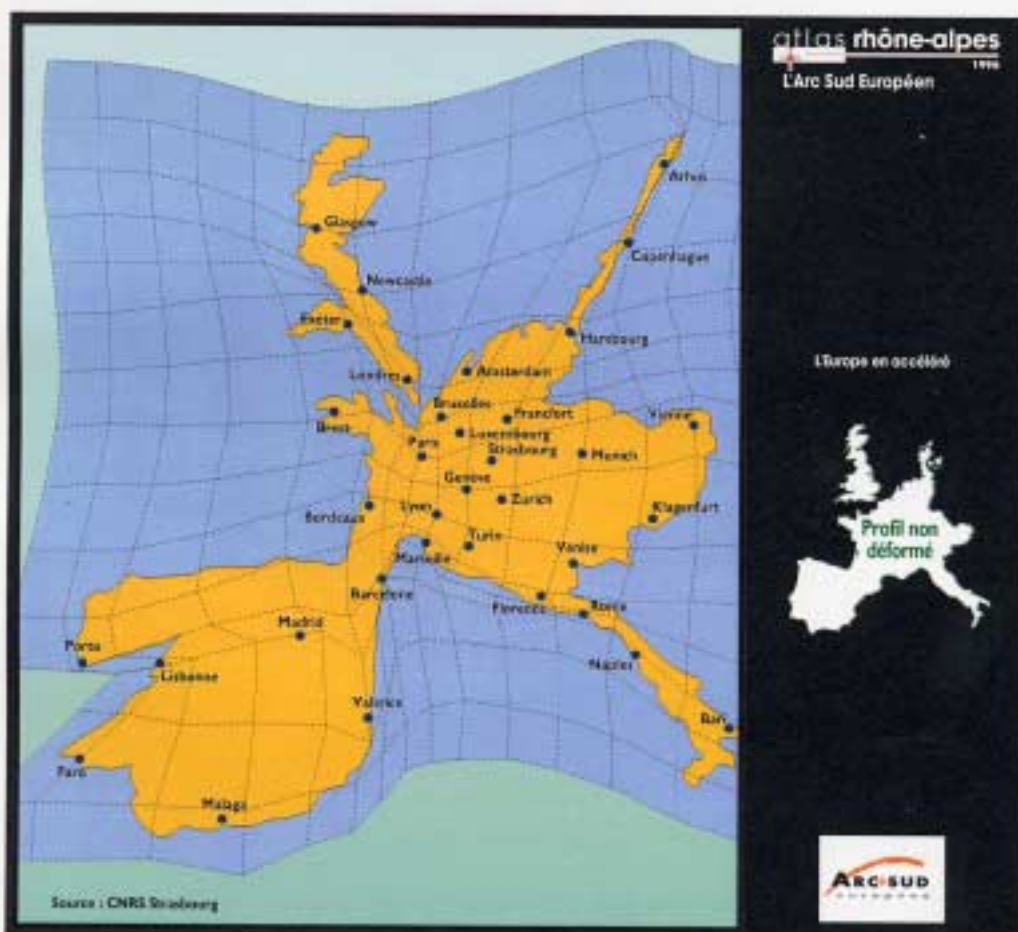 atlas rhône-alpes
1996
L'Arc Sud Européen
Arhus
Glasgow
Copenhague
Newcastle
Exeter
Hambourg
Londres
Amsterdam
Bruxelles
Francfort
Vienne
Brest
Luxembourg
Paris
Strasbourg
Munich
Genève
Zurich
Lyon
Bordeaux
Klagenfurt
Turin
Marseille
Venise
Barcelone
Florence
Rome
Madrid
Porto
Lisbonne
Naples
Valence
Bari
Faro
Malaga
Source : CNRS Strasbourg
L'Europe en accéléré
Profil non
déformé
ARC SUD